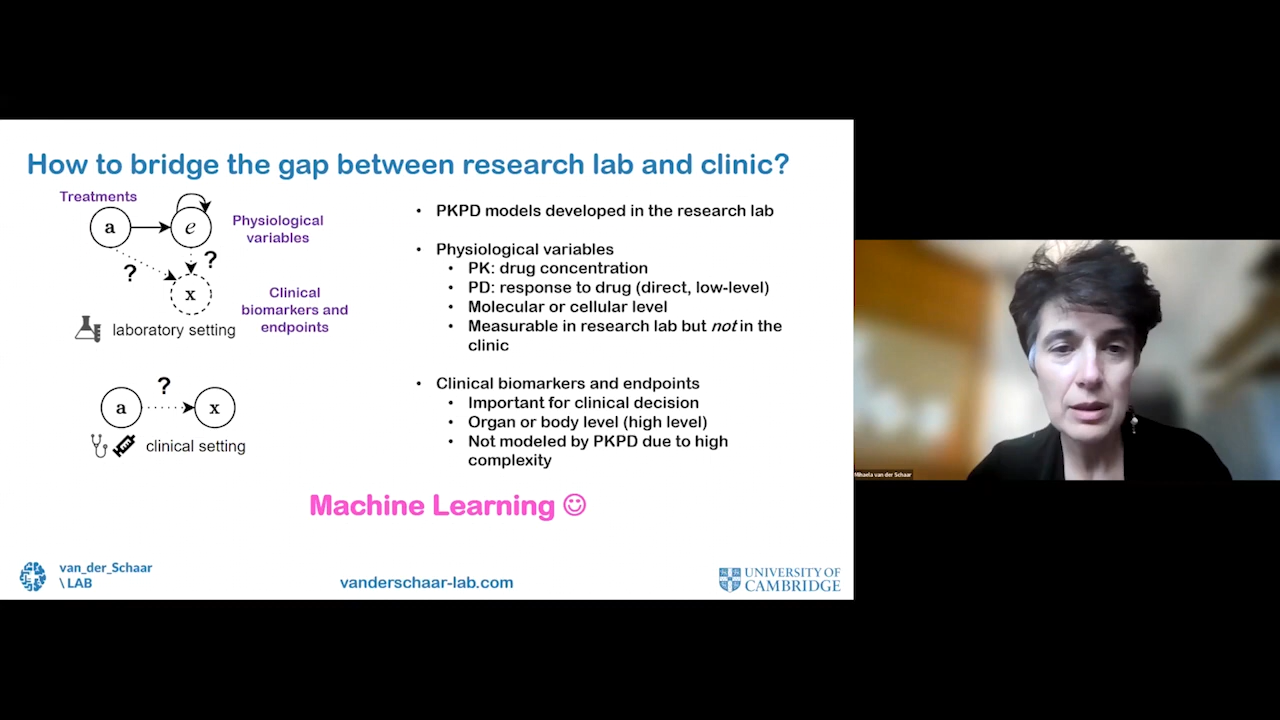 How to bridge the gap between research lab and clinic?
Treatments
a
e
Physiological
variables
?
?
x
Clinical
biomarkers and
endpoints
laboratory setting
?
a
x
clinical setting
• PKPD models developed in the research lab
• Physiological variables
• PK: drug concentration
• PD: response to drug (direct, low-level)
• Molecular or cellular level
• Measurable in research lab but not in the
clinic
• Clinical biomarkers and endpoints
• Important for clinical decision
• Organ or body level (high level)
• Not modeled by PKPD due to high
complexity
Machine Learning ☺
van_der_Schaar
\ LAB
vanderschaar-lab.com
UNIVERSITY OF
CAMBRIDGE
Mihaela van der Schaar